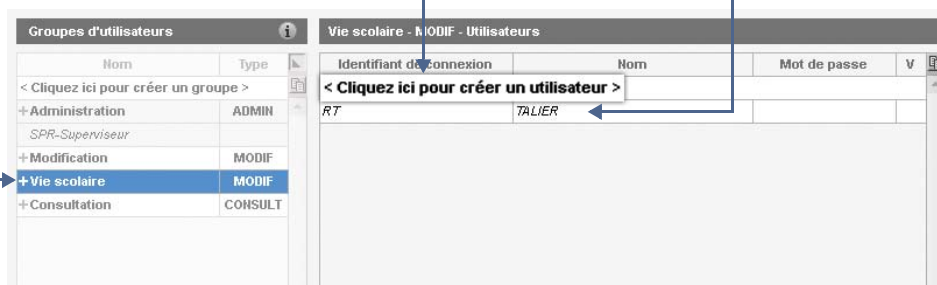 Groupes d'utilisateurs
Nom Type
< Cliquez ici pour créer un groupe >
+Administration ADMIN
SPR-Superviseur
+Modification MODIF
+Vie scolaire MODIF
+Consultation CONSULT
Vie scolaire - MODIF - Utilisateurs
Identifiant de connexion Nom Mot de passe V
< Cliquez ici pour créer un utilisateur >
RT TALIER